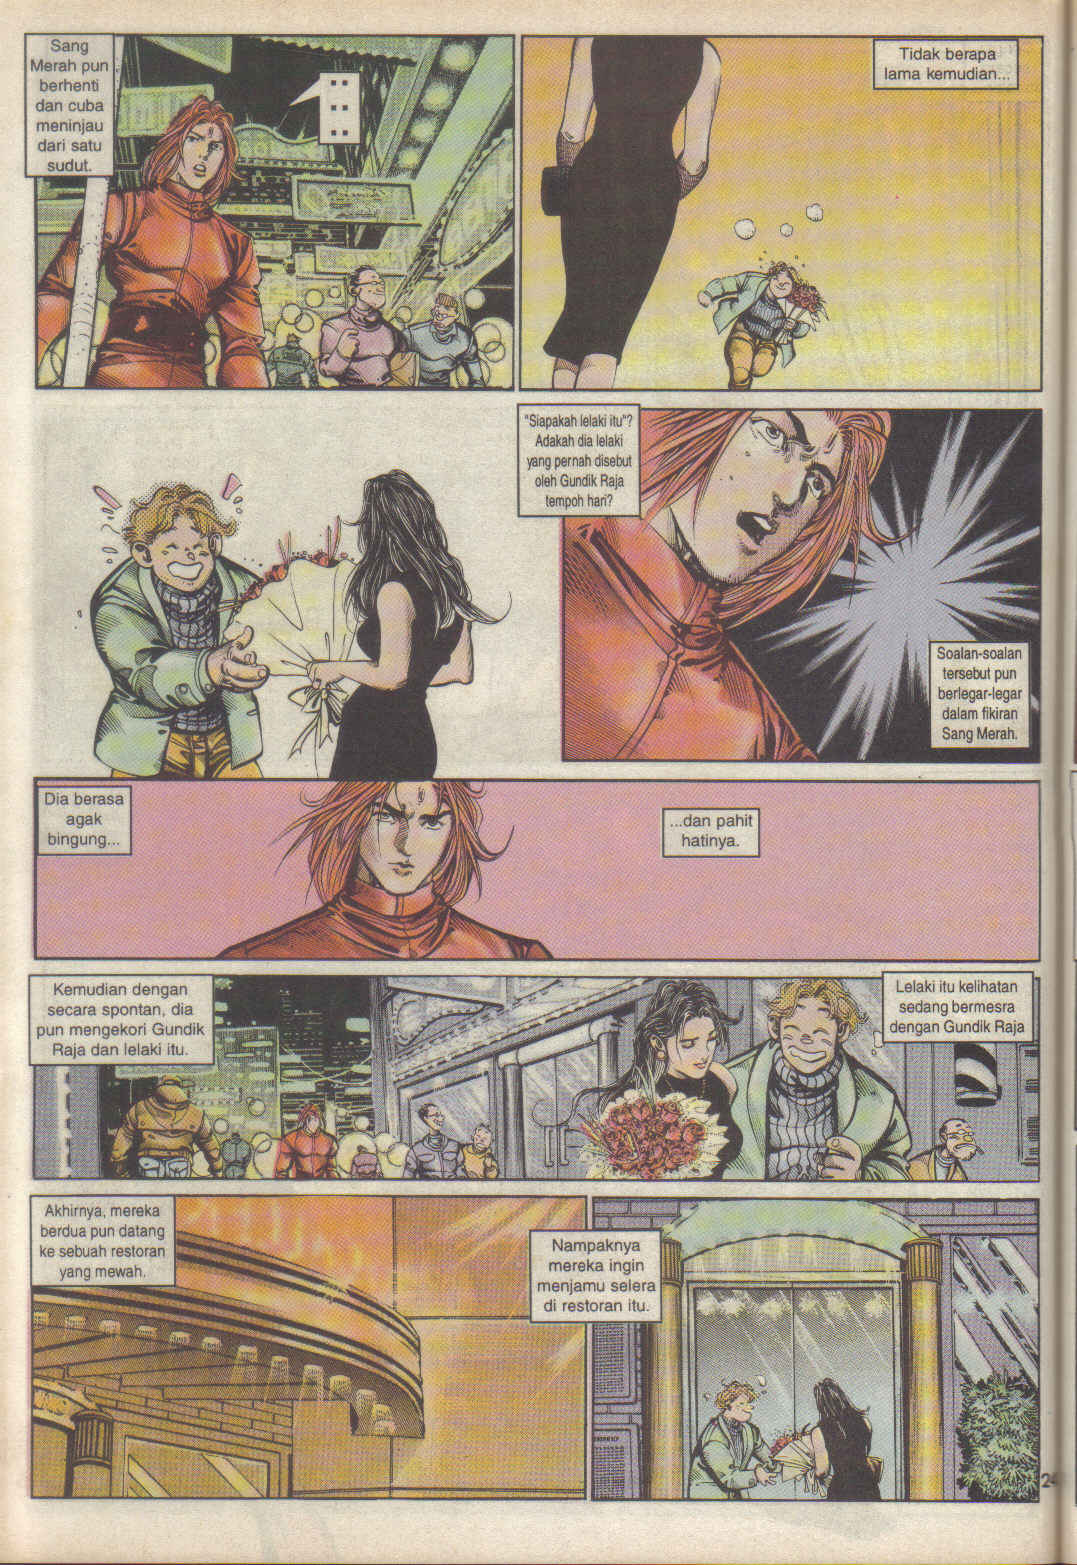 Sang
Merah pun
berhenti
dan cuba
meninjau
dari satu
sudut.
Tidak berapa
lama kemudian...
"Siapakah lelaki itu"?
Adakah dia lelaki
yang pernah disebut
oleh Gundik Raja
tempoh hari?
Soalan-soalan
tersebut pun
berlegar-legar
dalam fikiran
Sang Merah.
Dia berasa
agak
bingung...
...dan pahit
hatinya.
Kemudian dengan
secara spontan, dia
pun mengekori Gundik
Raja dan lelaki itu.
Lelaki itu kelihatan
sedang bermesra
dengan Gundik Raja
Akhirnya, mereka
berdua pun datang
ke sebuah restoran
yang mewah.
Nampaknya
mereka ingin
menjamu selera
di restoran itu.